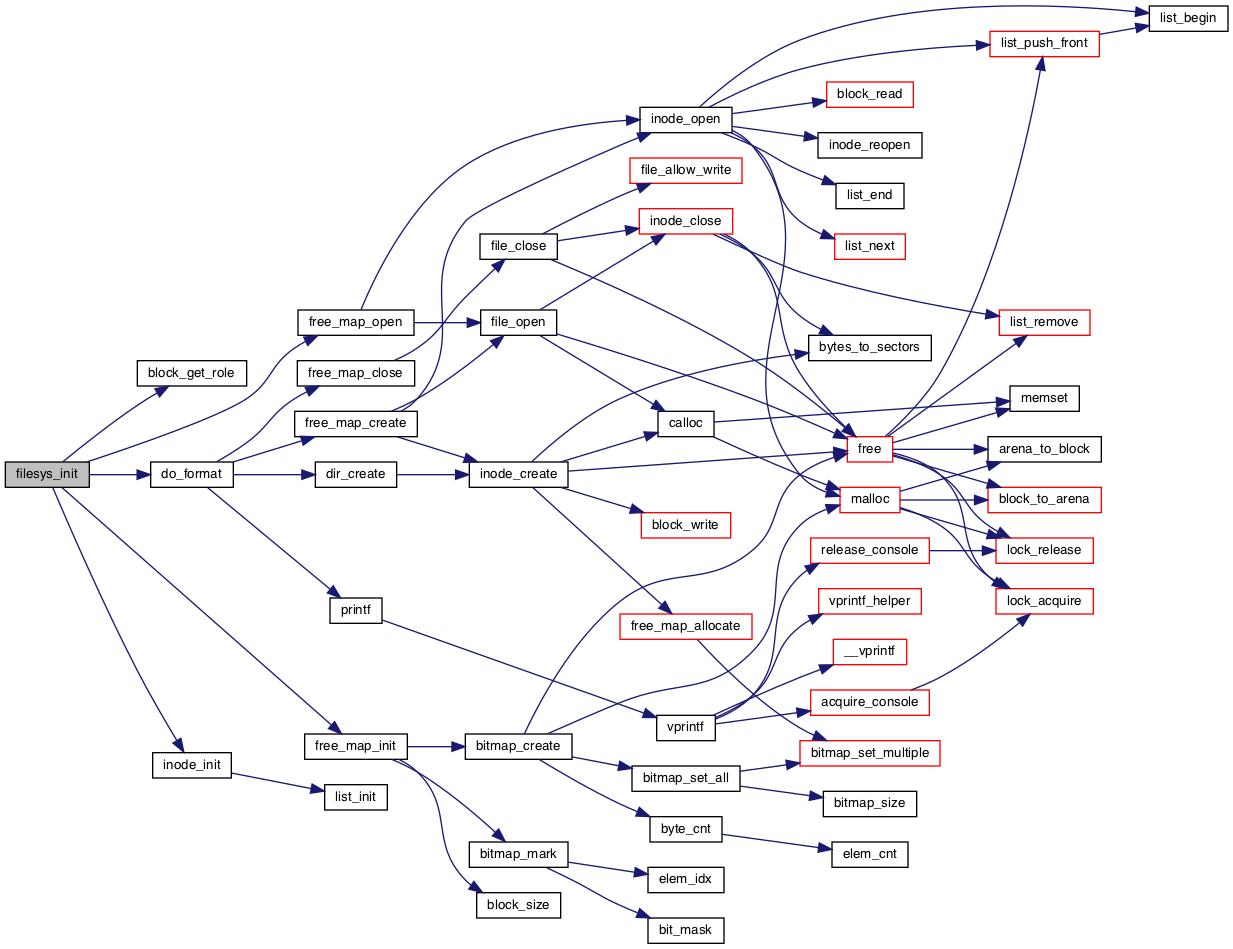 list_begin
list_push_front
block_read
inode_open
inode_reopen
file_allow_write
list_end
inode_close
file_close
list_next
free_map_open
file_open
list_remove
bytes_to_sectors
block_get_role
free_map_close
memset
free_map_create
calloc
free
arena_to_block
filesys_init
do_format
dir_create
inode_create
malloc
block_to_arena
block_write
release_console
lock_release
printf
free_map_allocate
vprintf_helper
lock_acquire
__vprintf
acquire_console
vprintf
free_map_init
bitmap_create
bitmap_set_multiple
inode_init
bitmap_set_all
list_init
bitmap_size
byte_cnt
bitmap_mark
elem_cnt
elem_idx
block_size
bit_mask